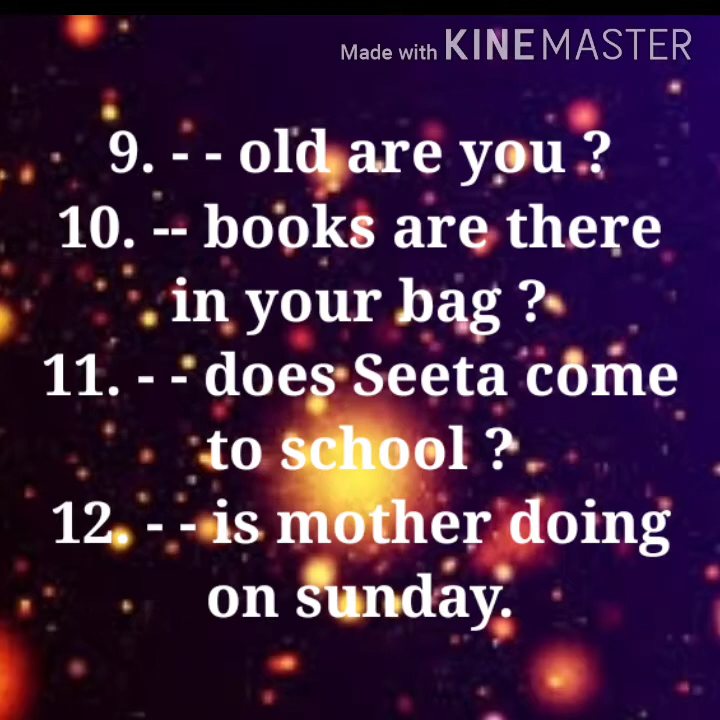 Made with KINEMASTER
9. - - old are you ?
10. -- books are there
in your bag ?
11. - - does Seeta come
to school ?
12. - - is mother doing
on sunday.